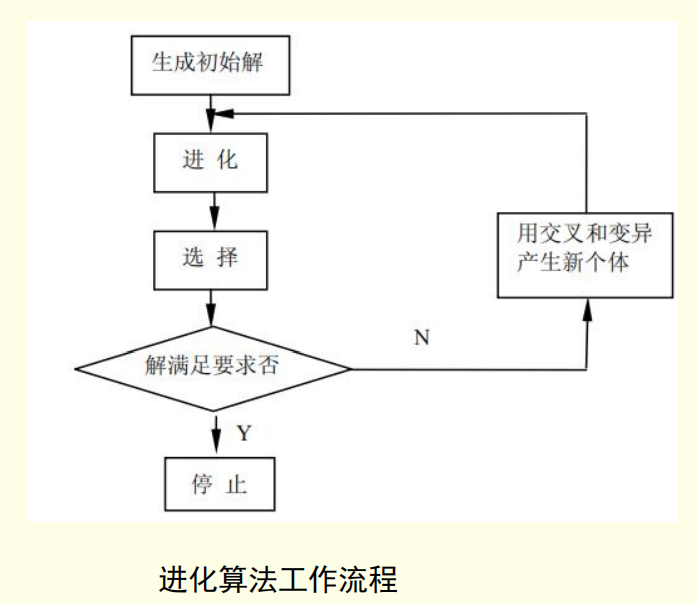 生成初始解
进 化
选 择
用交叉和变异
产生新个体
N
解满足要求否
Y
停 止
进化算法工作流程